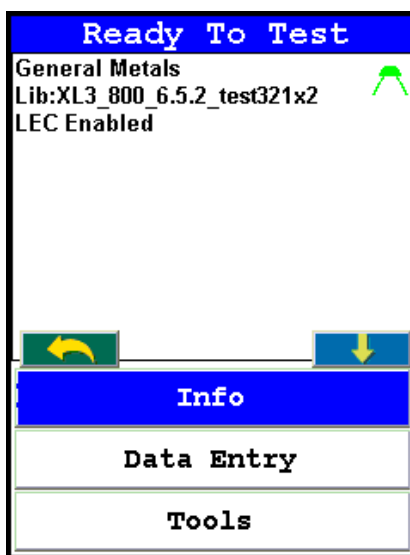 Ready To Test
General Metals
Lib:XL3_800_6.5.2_test321x2
LEC Enabled
Info
Data Entry
Tools